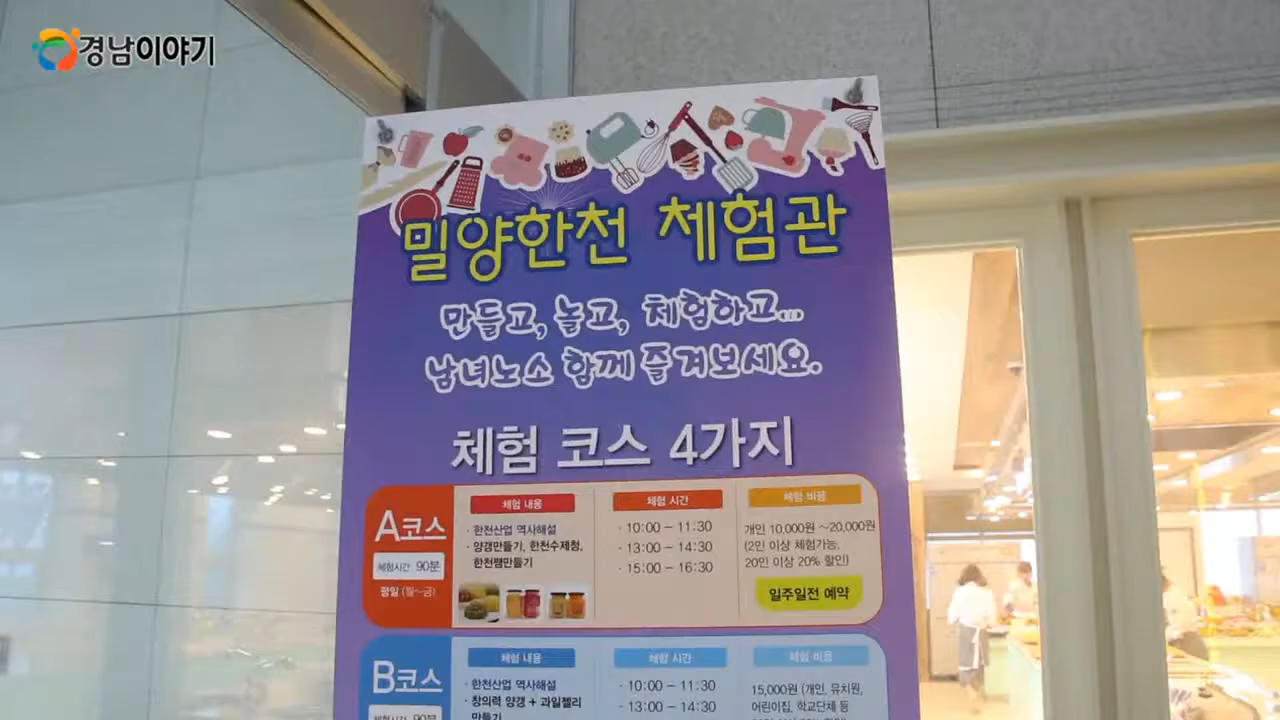 경남이야기
밀양한천 체험관
만들고, 놀고, 체험하고...
남녀노소 함께 즐겨보세요.
체험 코스 4가지
A코스
체험시간 90분
평일 (월~금)
체험 내용
· 한천산업 역사해설
· 양갱만들기, 한천수제청,
한천잼만들기
체험 시간
· 10:00 - 11:30
· 13:00 - 14:30
· 15:00 - 16:30
체험 비용
개인 10,000원 ~20,000원
(2인 이상 체험가능,
20인 이상 20% 할인)
일주일전 예약
B코스
체험시간 90분
체험 내용
· 한천산업 역사해설
· 창의력 양갱 + 과일젤리
만들기
체험 시간
· 10:00 - 11:30
· 13:00 - 14:30
체험 비용
15,000원 (개인, 유치원,
어린이집, 학교단체 등